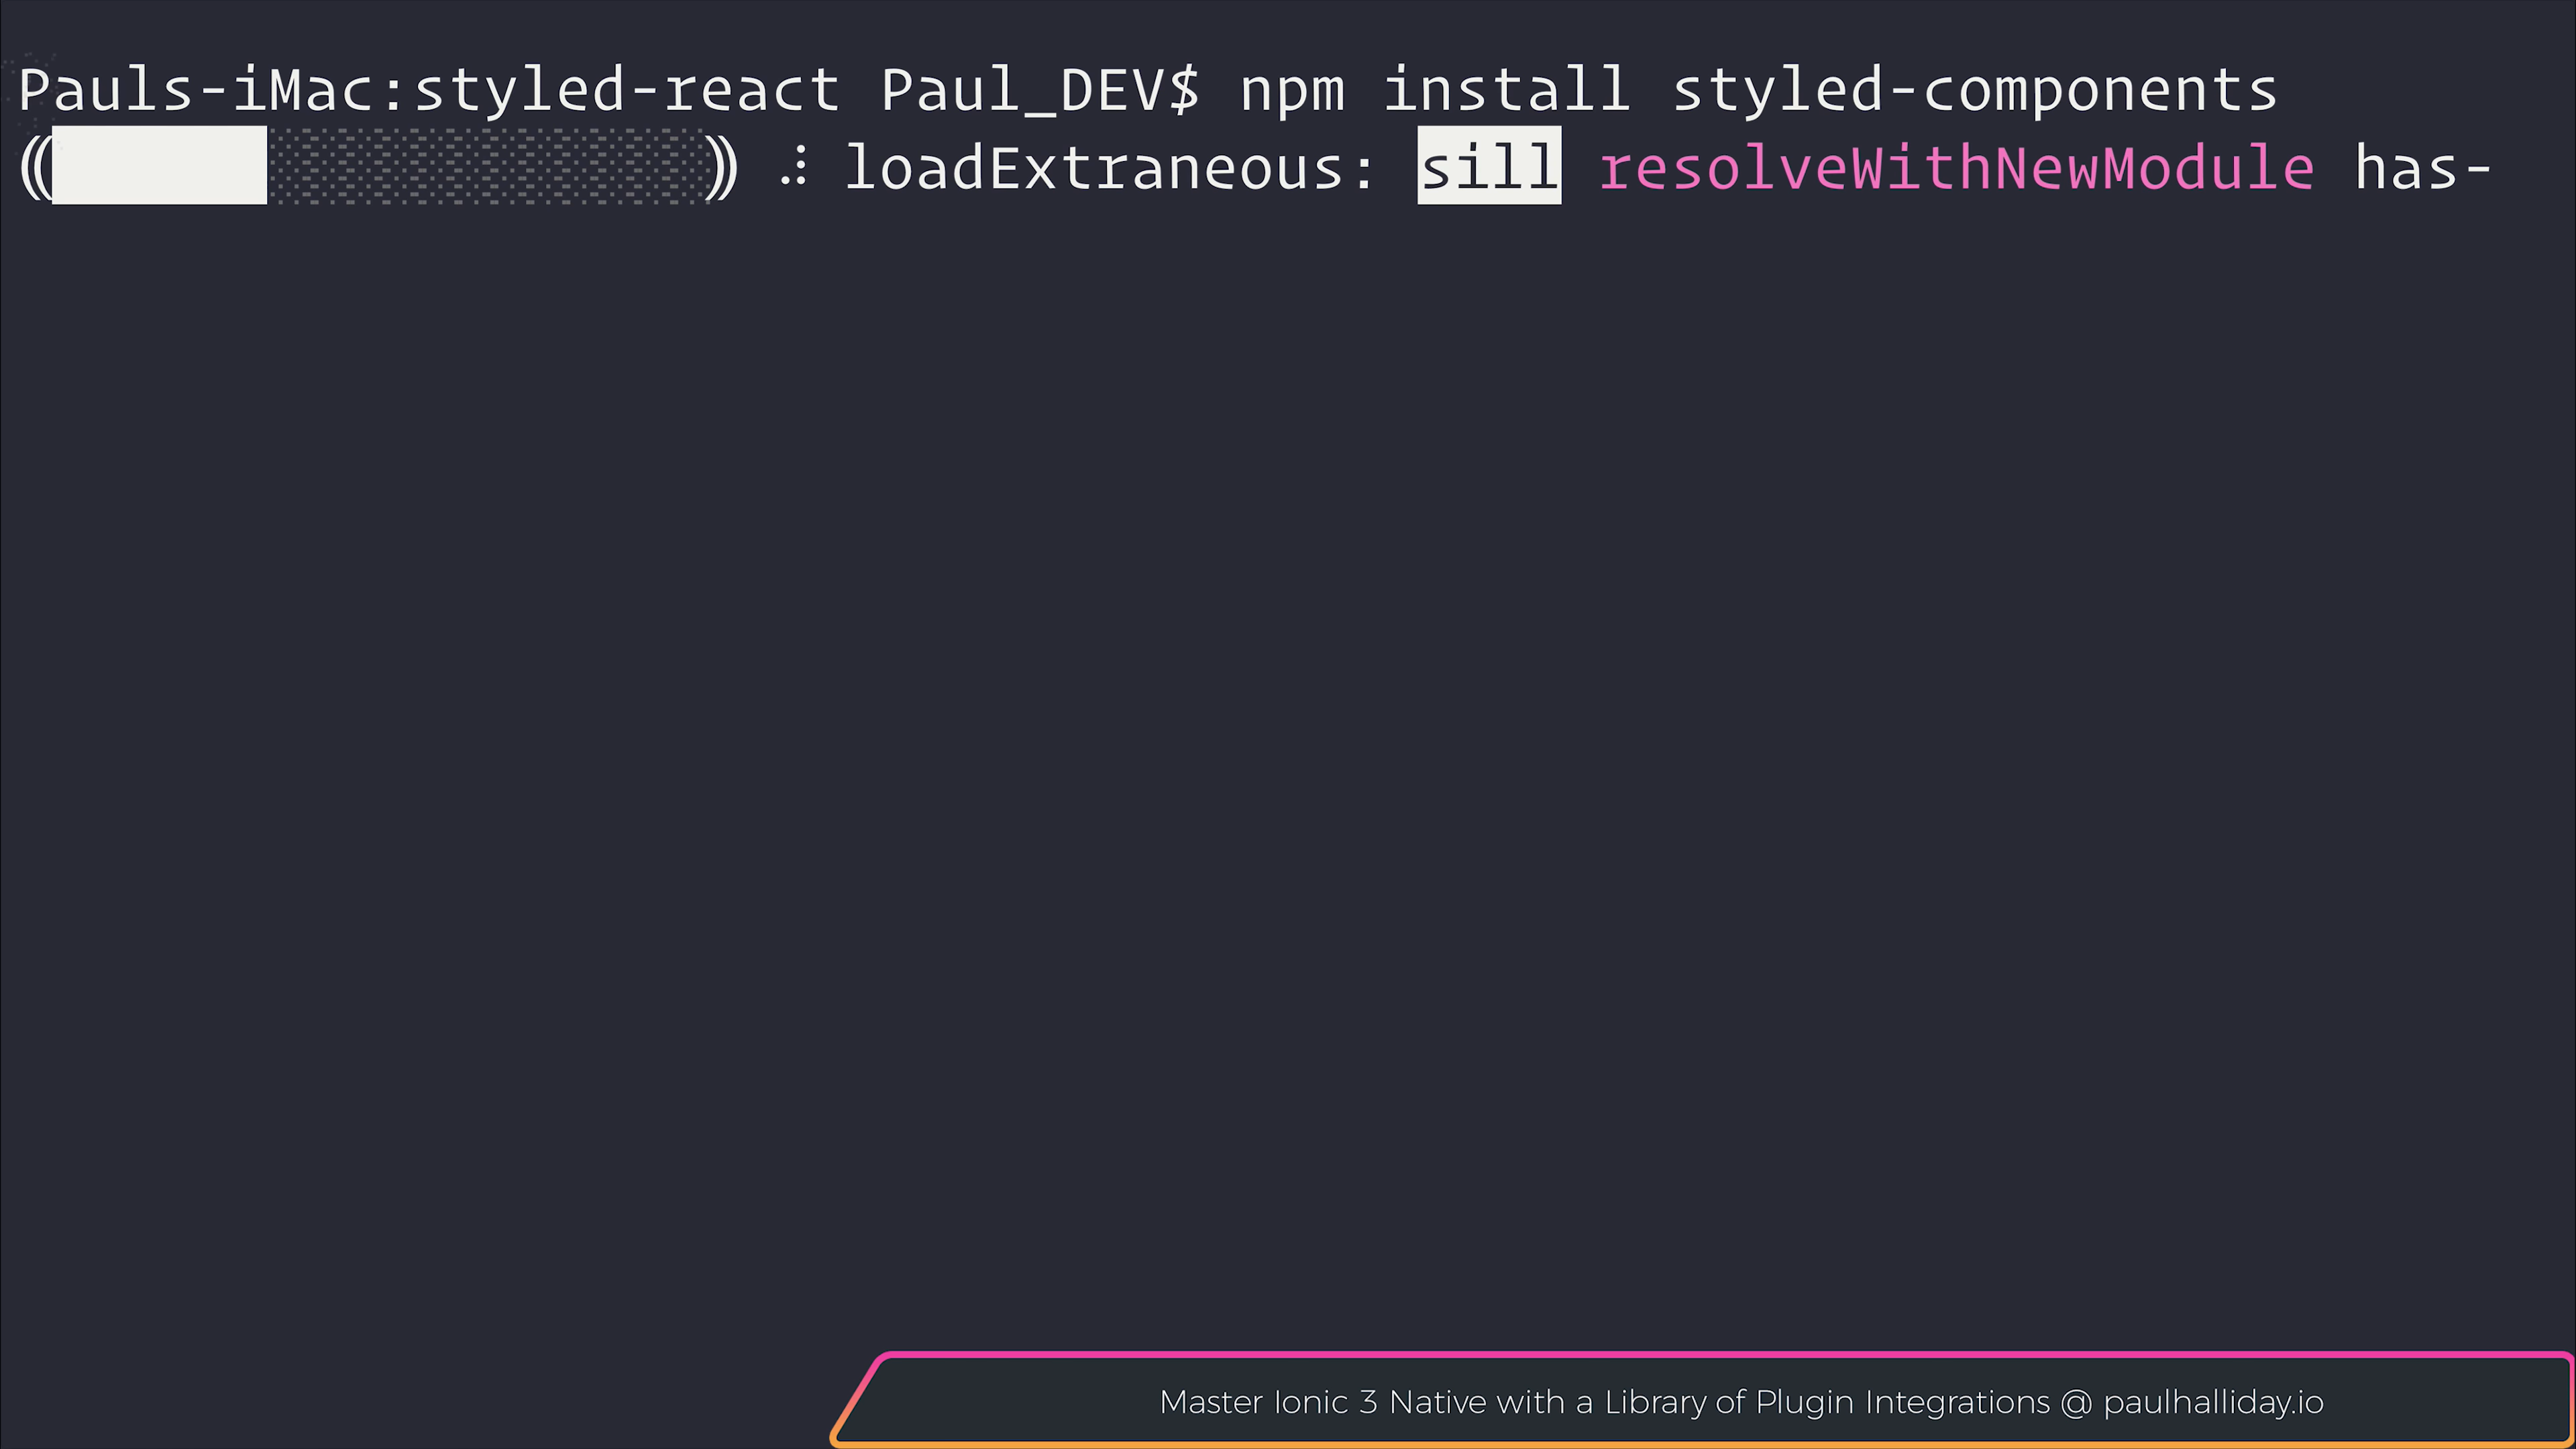 Pauls-iMac:styled-react Paul_DEV$ npm install styled-components
((██████░░░░░░░░░░░░)) ⠼ loadExtraneous: sill resolveWithNewModule has-
Master Ionic 3 Native with a Library of Plugin Integrations @ paulhalliday.io